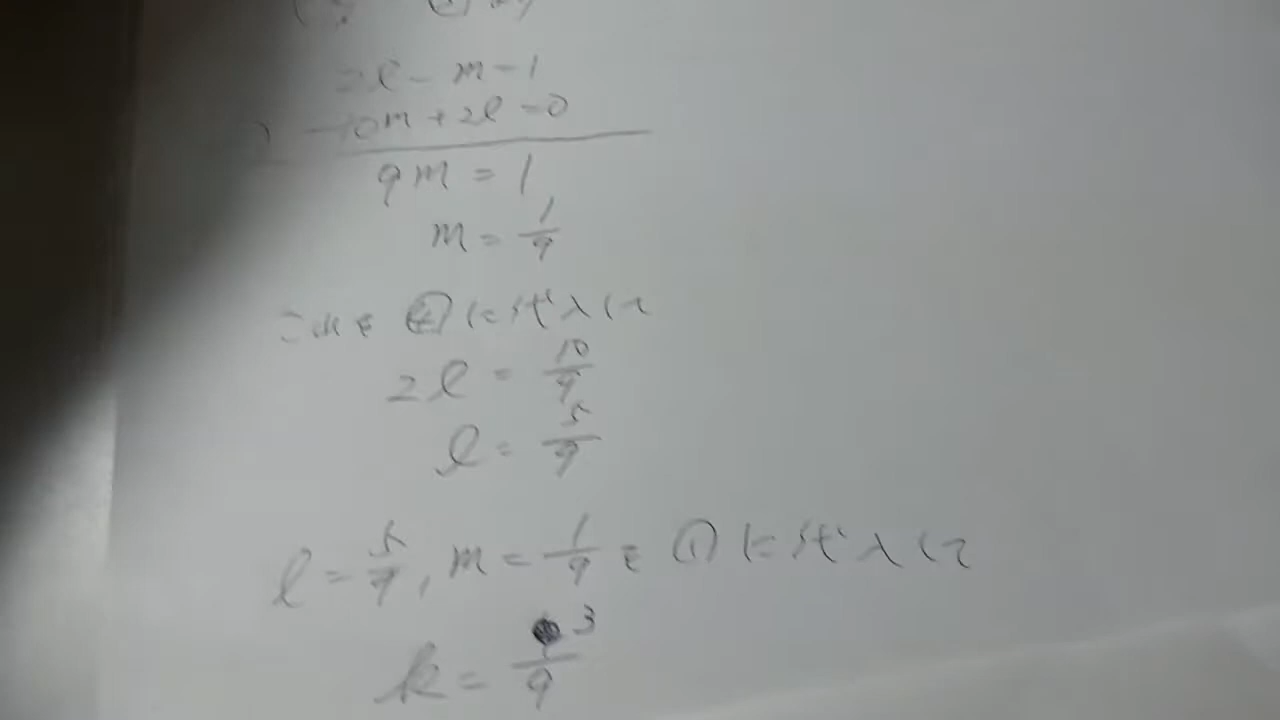 2l - m = 1
-10m + 2l = 0
9m = 1
m = 1/9
これを④に代入して
2l = 10/9
l = 5/9
l = 5/9, m = 1/9 を①に代入して
k = 3/9